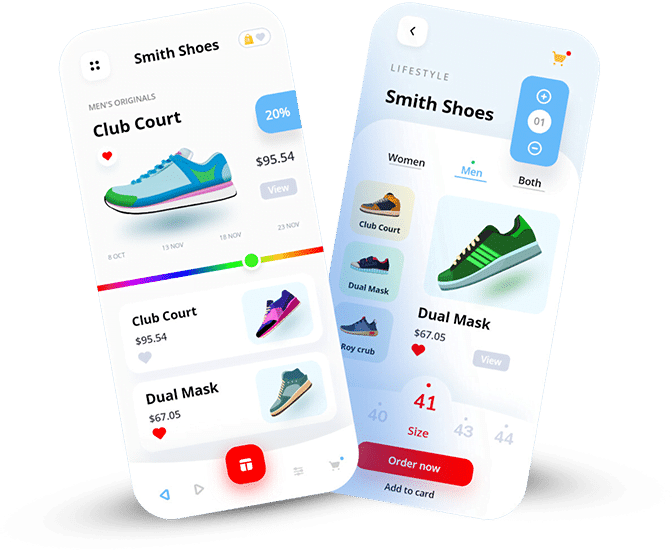 Smith Shoes
MEN'S ORIGINALS
Club Court
20%
$95.54
View
8 OCT
13 NOV
18 NOV
23 NOV
Club Court
$95.54
Dual Mask
$67.05
LIFESTYLE
Smith Shoes
01
Women
Men
Both
Club Court
Dual Mask
Roy crub
Dual Mask
$67.05
View
40
41
43
44
Size
Order now
Add to card